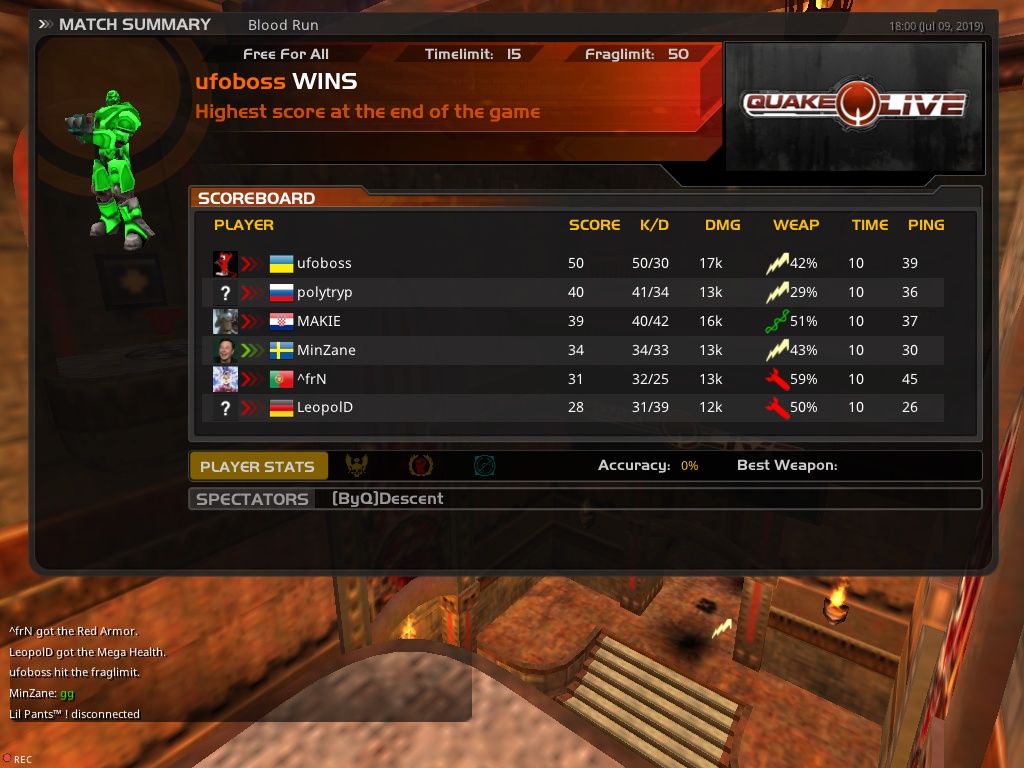 MATCH SUMMARY Blood Run 18:00 (Jul 09, 2019)
Free For All Timelimit: 15 Fraglimit: 50
ufoboss WINS
Highest score at the end of the game
QUAKE LIVE
SCOREBOARD
PLAYER SCORE K/D DMG WEAP TIME PING
ufoboss 50 50/30 17k 42% 10 39
? polytryp 40 41/34 13k 29% 10 36
MAKIE 39 40/42 16k 51% 10 37
MinZane 34 34/33 13k 43% 10 30
^frN 31 32/25 13k 59% 10 45
? LeopolD 28 31/39 12k 50% 10 26
PLAYER STATS Accuracy: 0% Best Weapon:
SPECTATORS [ByQ]Descent
^frN got the Red Armor.
LeopolD got the Mega Health.
ufoboss hit the fraglimit.
MinZane: gg
Lil Pants™ ! disconnected
REC